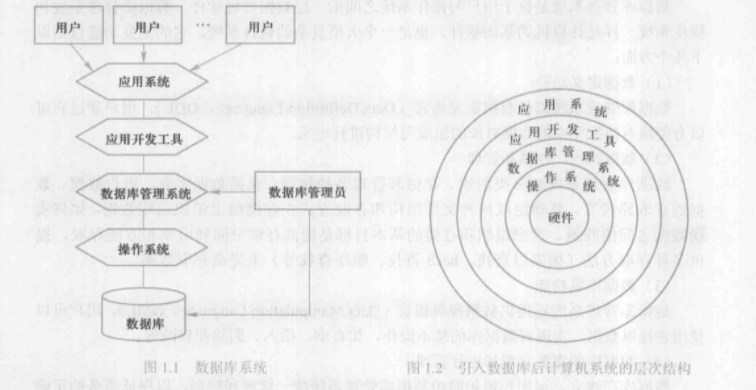 用户
用户
…
用户
应用系统
应用开发工具
数据库管理系统
数据库管理员
操作系统
数据库
图 1.1 数据库系统
应用系统
应用开发工具
数据库管理系统
操作系统
硬件
图 1.2 引入数据库后计算机系统的层次结构